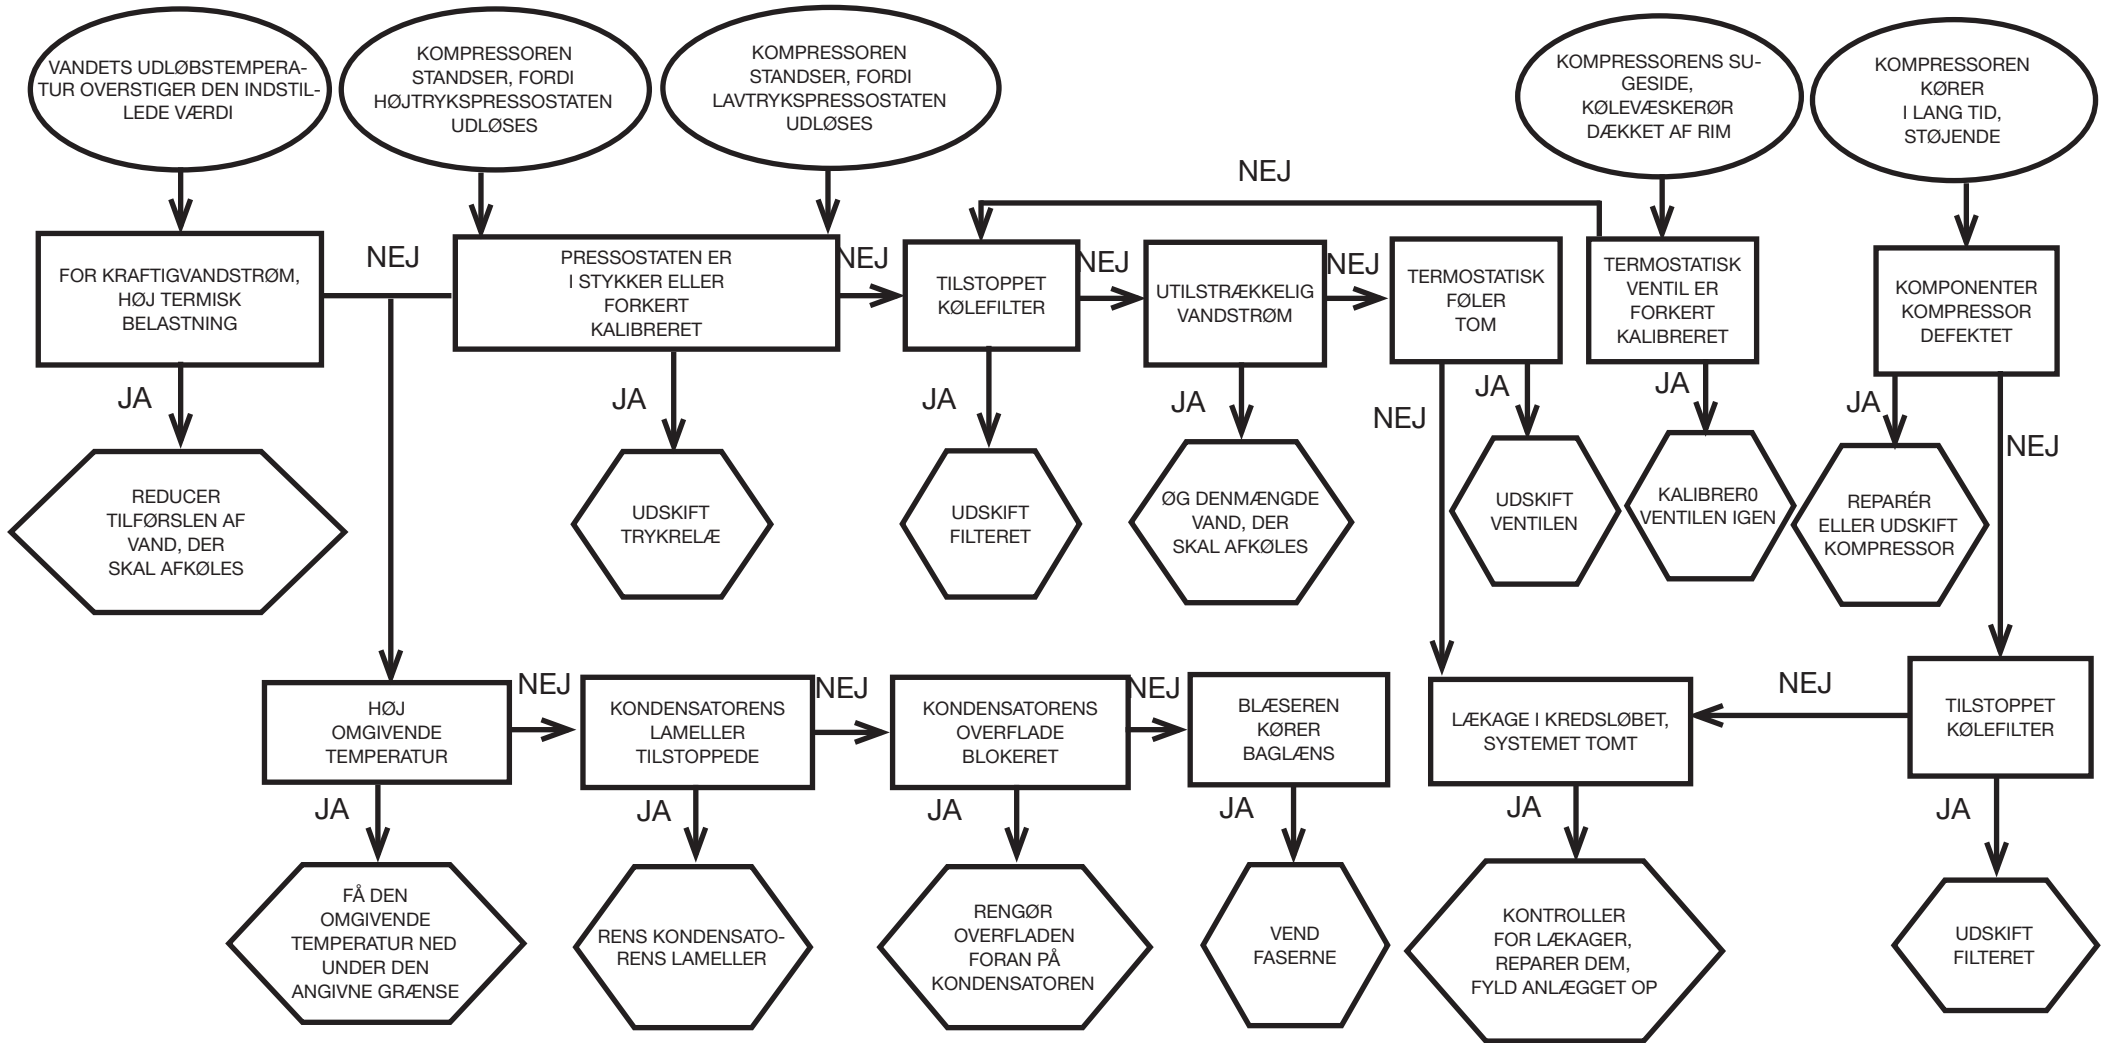 VANDETS UDLØBSTEMPERA-
TUR OVERSTIGER DEN INDSTIL-
LEDE VÆRDI
KOMPRESSOREN
STANDSER, FORDI
HØJTRYKSPRESSOSTATEN
UDLØSES
KOMPRESSOREN
STANDSER, FORDI
LAVTRYKSPRESSOSTATEN
UDLØSES
KOMPRESSORENS SU-
GESIDE,
KØLEVÆSKERØR
DÆKKET AF RIM
KOMPRESSOREN
KØRER
I LANG TID,
STØJENDE
NEJ
FOR KRAFTIGVANDSTRØM,
HØJ TERMISK
BELASTNING
NEJ
PRESSOSTATEN ER
I STYKKER ELLER
FORKERT
KALIBRERET
NEJ
TILSTOPPET
KØLEFILTER
NEJ
UTILSTRÆKKELIG
VANDSTRØM
NEJ
TERMOSTATISK
FØLER
TOM
TERMOSTATISK
VENTIL ER
FORKERT
KALIBRERET
KOMPONENTER
KOMPRESSOR
DEFEKTET
JA
JA
JA
JA
NEJ
JA
JA
JA
NEJ
REDUCER
TILFØRSLEN AF
VAND, DER
SKAL AFKØLES
UDSKIFT
TRYKRELÆ
UDSKIFT
FILTERET
ØG DENMÆNGDE
VAND, DER
SKAL AFKØLES
UDSKIFT
VENTILEN
KALIBRER0
VENTILEN IGEN
REPARÉR
ELLER UDSKIFT
KOMPRESSOR
HØJ
OMGIVENDE
TEMPERATUR
NEJ
KONDENSATORENS
LAMELLER
TILSTOPPEDE
NEJ
KONDENSATORENS
OVERFLADE
BLOKERET
NEJ
BLÆSEREN
KØRER
BAGLÆNS
LÆKAGE I KREDSLØBET,
SYSTEMET TOMT
NEJ
TILSTOPPET
KØLEFILTER
JA
JA
JA
JA
JA
JA
FÅ DEN
OMGIVENDE
TEMPERATUR NED
UNDER DEN
ANGIVNE GRÆNSE
RENS KONDENSATO-
RENS LAMELLER
RENGØR
OVERFLADEN
FORAN PÅ
KONDENSATOREN
VEND
FASERNE
KONTROLLER
FOR LÆKAGER,
REPARER DEM,
FYLD ANLÆGGET OP
UDSKIFT
FILTERET